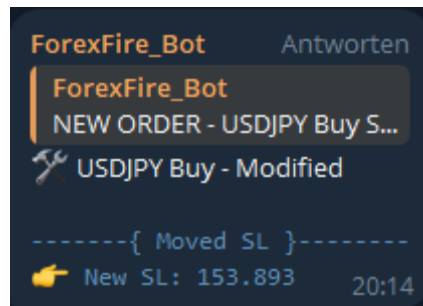 ForexFire_Bot Antworten
ForexFire_Bot
NEW ORDER - USDJPY Buy S...
🛠 USDJPY Buy - Modified
-------{ Moved SL }--------
👉 New SL: 153.893 20:14